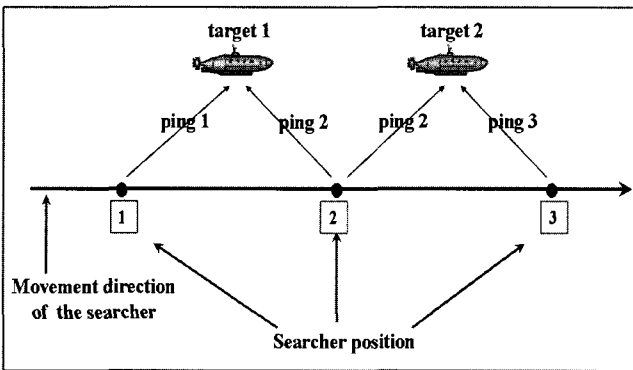 target 1 target 2
ping 1 ping 2 ping 2 ping 3
1 2 3
Movement direction
of the searcher
Searcher position